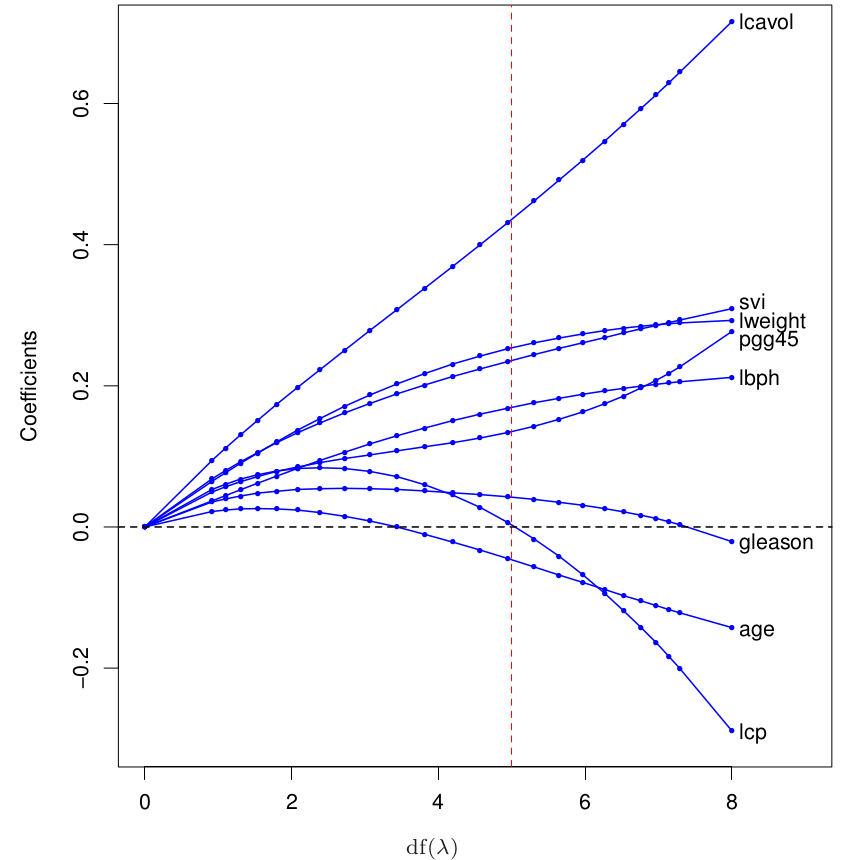 lcavol
0.6
0.4
Coefficients
svi
lweight
pgg45
lbph
0.2
0.0
gleason
age
−0.2
lcp
0 2 4 6 8
df(λ)